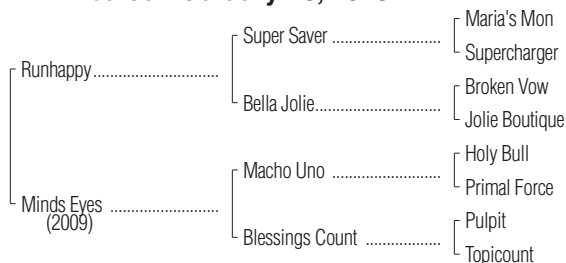 Maria's Mon
Super Saver ..............................
Supercharger
Runhappy...................................
Broken Vow
Bella Jolie...................................
Jolie Boutique
Holy Bull
Macho Uno ..............................
Primal Force
Minds Eyes ..............................
(2009)
Pulpit
Blessings Count .....................
Topicount